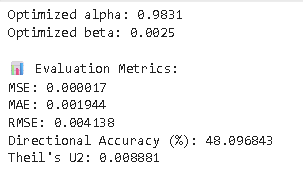 Optimized alpha: 0.9831
Optimized beta: 0.0025
📊 Evaluation Metrics:
MSE: 0.000017
MAE: 0.001944
RMSE: 0.004138
Directional Accuracy (%): 48.096843
Theil's U2: 0.008881